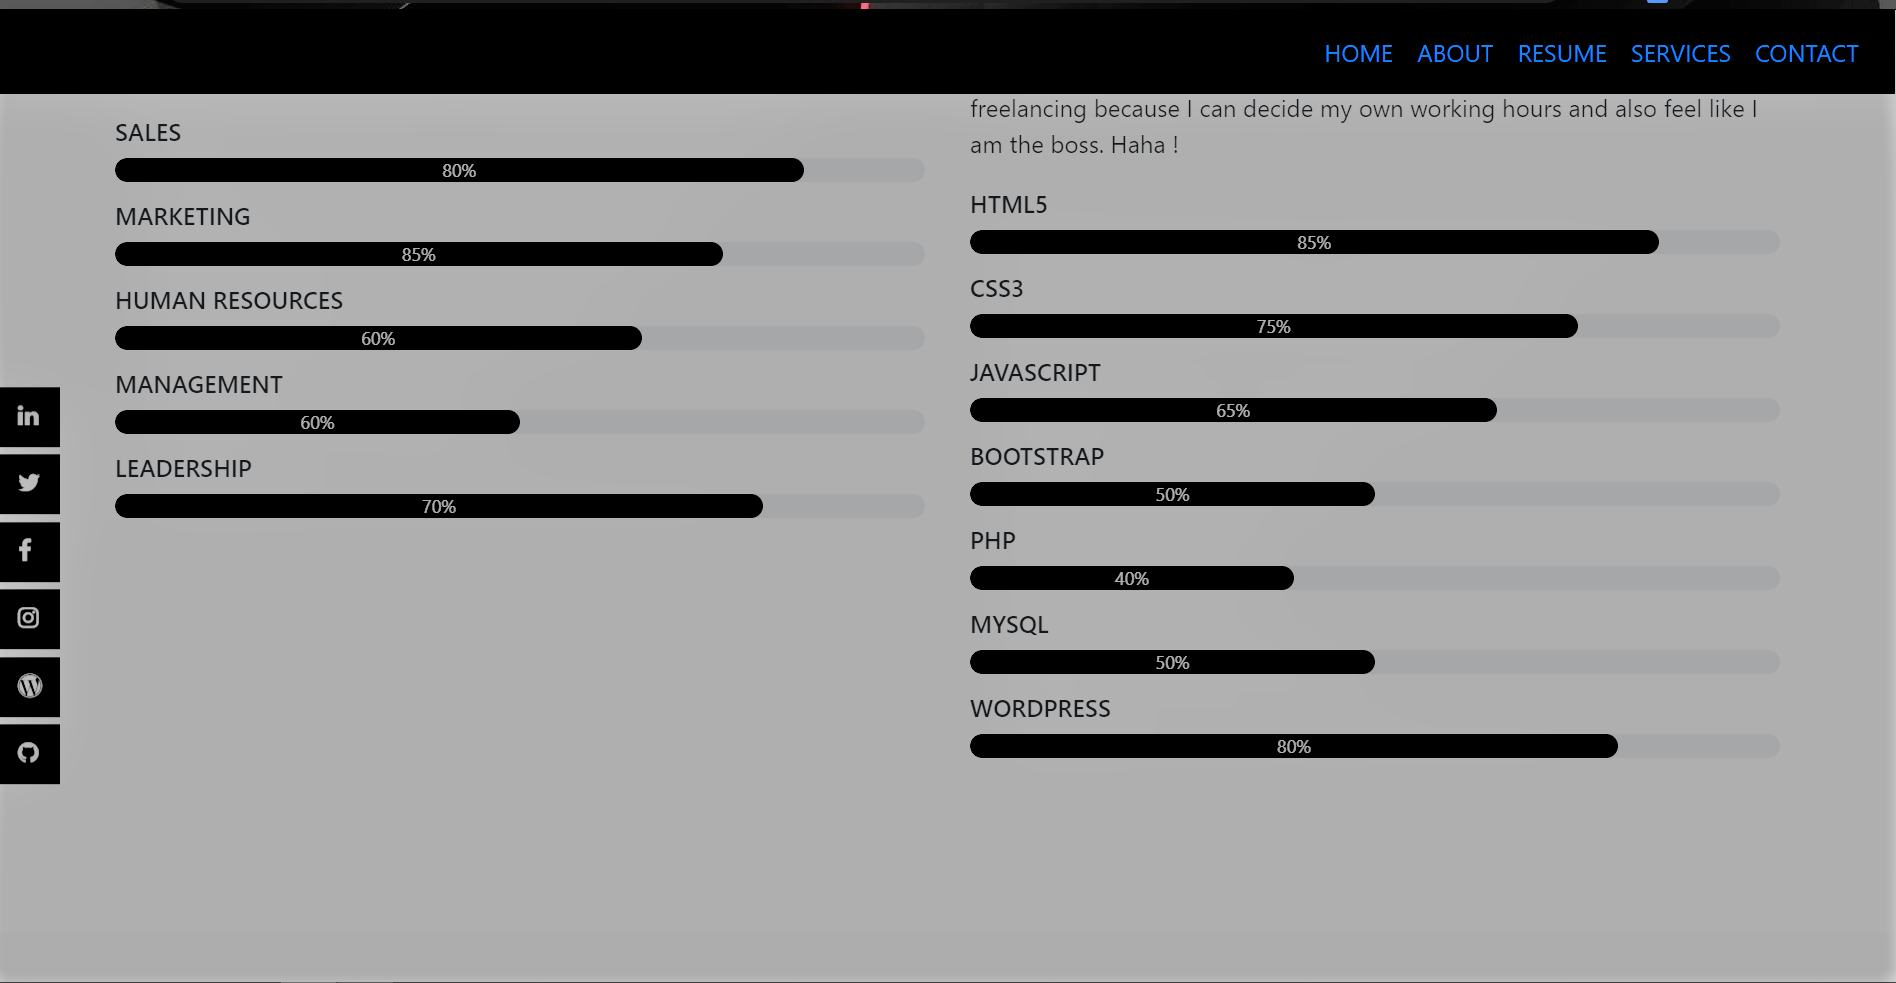 HOME ABOUT RESUME SERVICES CONTACT
SALES
80%
MARKETING
85%
HUMAN RESOURCES
60%
MANAGEMENT
60%
LEADERSHIP
70%
freelancing because I can decide my own working hours and also feel like I
am the boss. Haha !
HTML5
85%
CSS3
75%
JAVASCRIPT
65%
BOOTSTRAP
50%
PHP
40%
MYSQL
50%
WORDPRESS
80%